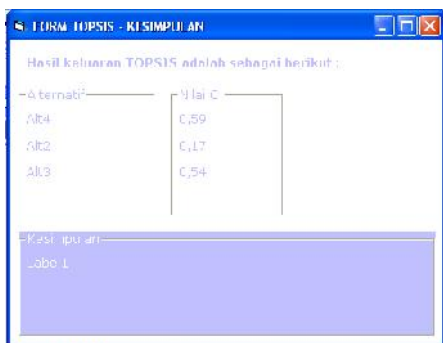 FORM TOPSIS - KESIMPULAN
Hasil keluaran TOPSIS adalah sebagai berikut :
Alternatif Nilai C
Alt4 0,59
Alt2 0,17
Alt3 0,54
Kesimpulan
Label1